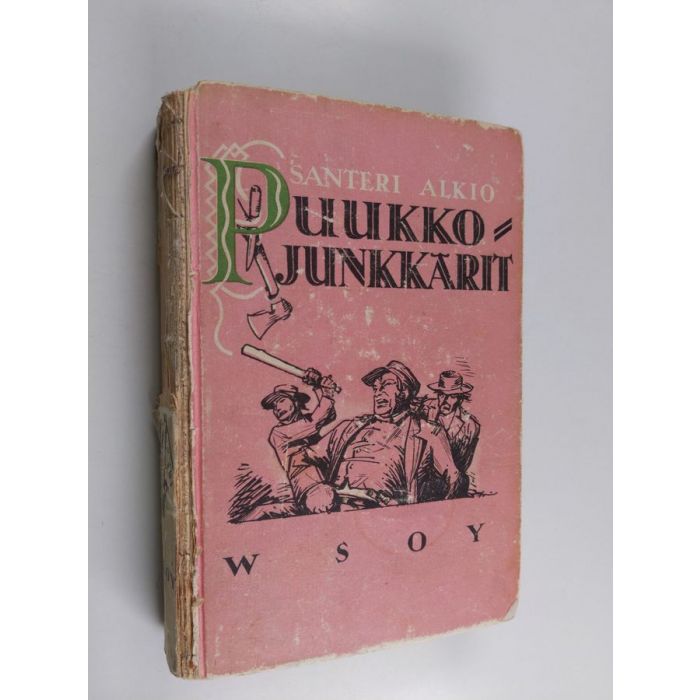 SANTERI ALKIO
PUUKKO=
JUNKKARIT
W S O Y